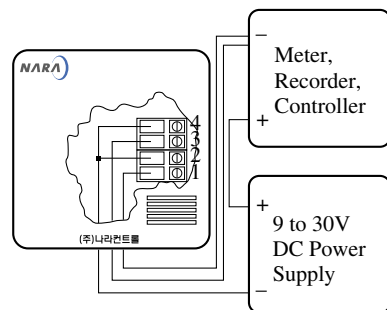 NARA
4
3
2
1
(주)나라컨트롤
−
Meter,
Recorder,
Controller
+
+
9 to 30V
DC Power
Supply
−